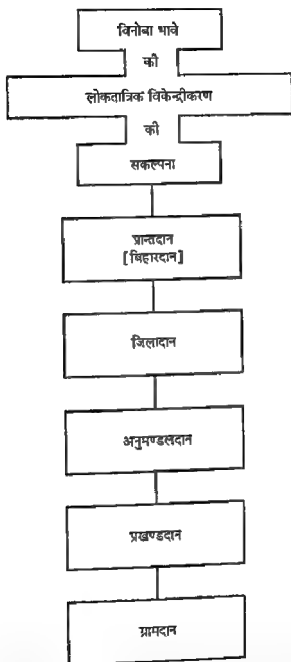 विनोबा भावे
की
लोकतात्रिक विकेन्द्रीकरण
की
सकल्पना
प्रान्तदान
[बिहारदान]
जिलादान
अनुमण्डलदान
प्रखण्डदान
ग्रामदान